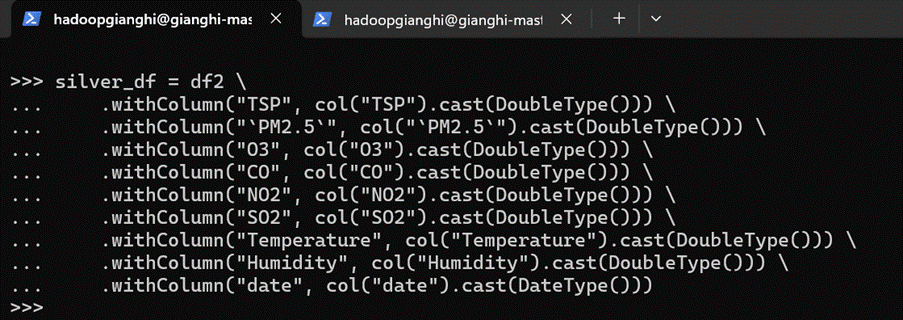 hadoopgianghi@gianghi-mas
hadoopgianghi@gianghi-mast
>>> silver_df = df2 \
...     .withColumn("TSP", col("TSP").cast(DoubleType())) \
...     .withColumn("`PM2.5`", col("`PM2.5`").cast(DoubleType())) \
...     .withColumn("O3", col("O3").cast(DoubleType())) \
...     .withColumn("CO", col("CO").cast(DoubleType())) \
...     .withColumn("NO2", col("NO2").cast(DoubleType())) \
...     .withColumn("SO2", col("SO2").cast(DoubleType())) \
...     .withColumn("Temperature", col("Temperature").cast(DoubleType())) \
...     .withColumn("Humidity", col("Humidity").cast(DoubleType())) \
...     .withColumn("date", col("date").cast(DateType()))
>>>